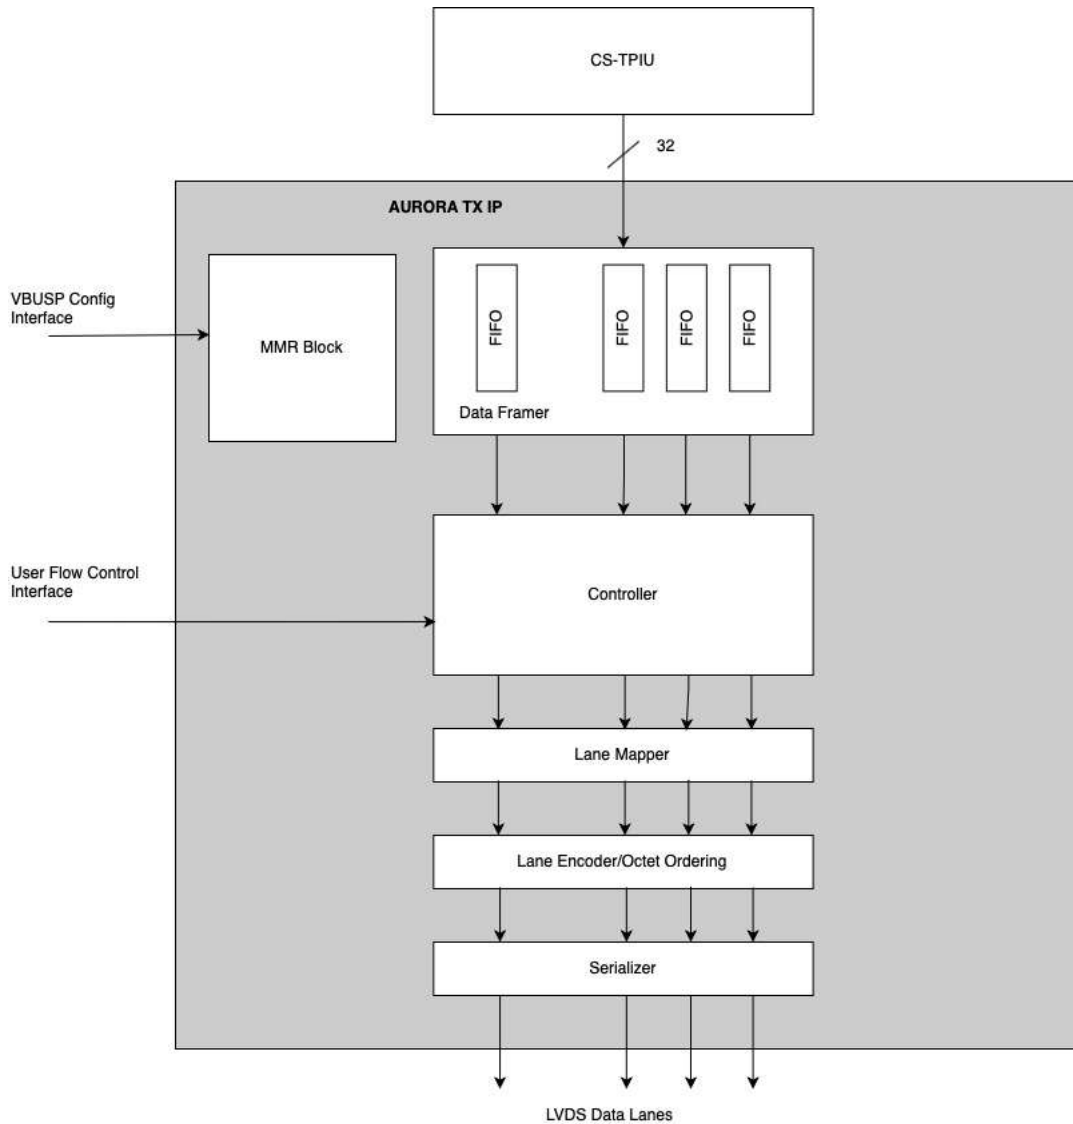 CS-TPIU
32
AURORA TX IP
VBUSP Config
Interface
MMR Block
FIFO
FIFO
FIFO
FIFO
Data Framer
User Flow Control
Interface
Controller
Lane Mapper
Lane Encoder/Octet Ordering
Serializer
LVDS Data Lanes